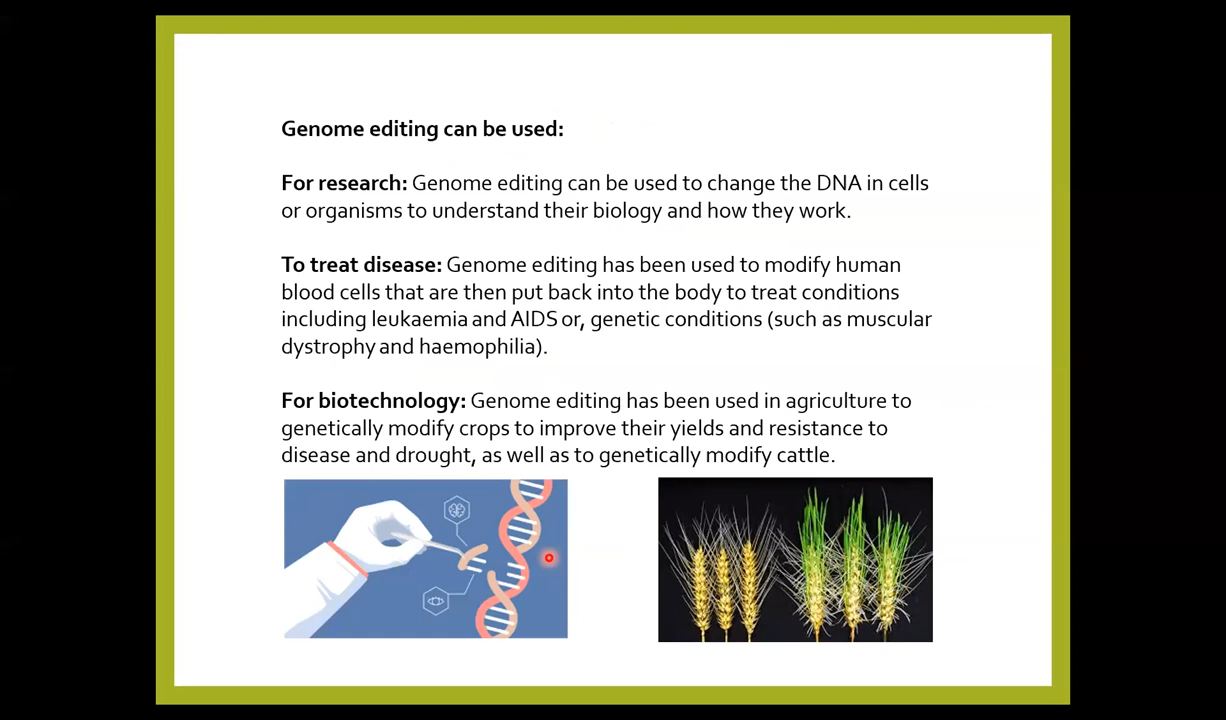 Genome editing can be used:
For research: Genome editing can be used to change the DNA in cells
or organisms to understand their biology and how they work.
To treat disease: Genome editing has been used to modify human
blood cells that are then put back into the body to treat conditions
including leukaemia and AIDS or, genetic conditions (such as muscular
dystrophy and haemophilia).
For biotechnology: Genome editing has been used in agriculture to
genetically modify crops to improve their yields and resistance to
disease and drought, as well as to genetically modify cattle.